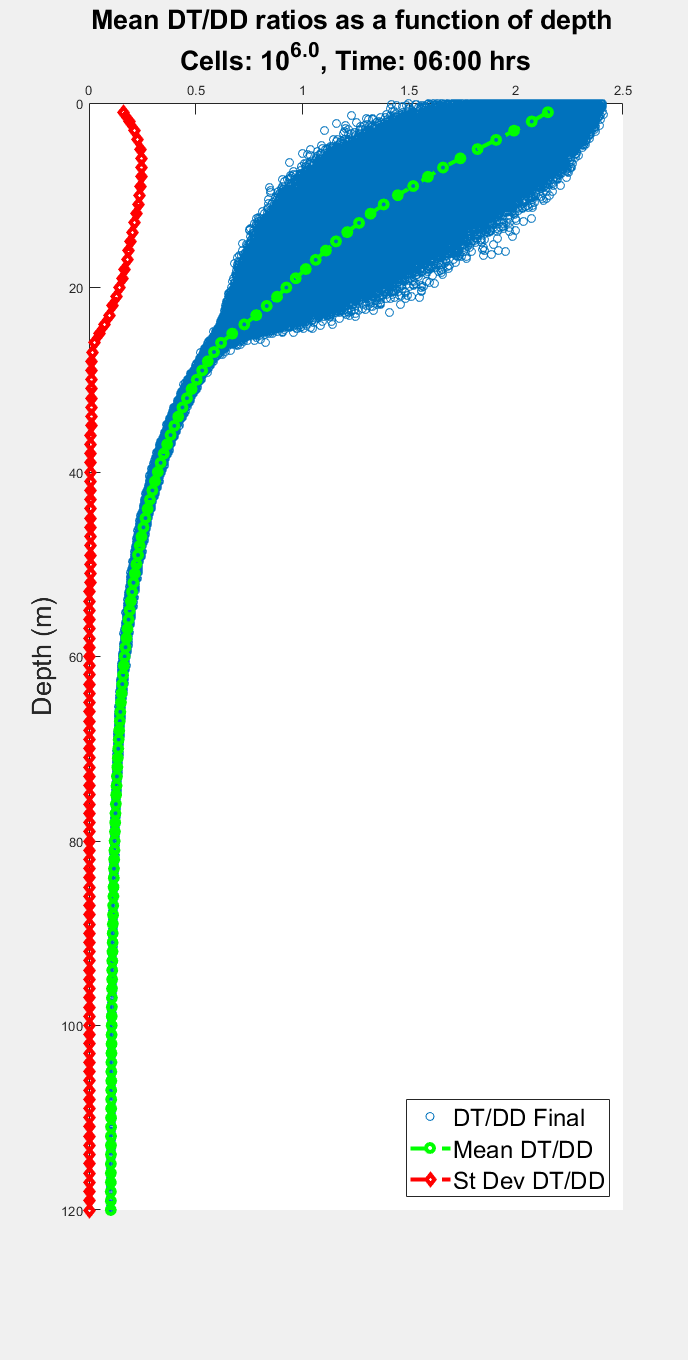 Mean DT/DD ratios as a function of depth
Cells: 10^6.0, Time: 06:00 hrs
0 0.5 1 1.5 2 2.5
0
20
40
60
80
100
120
Depth (m)
DT/DD Final
Mean DT/DD
St Dev DT/DD